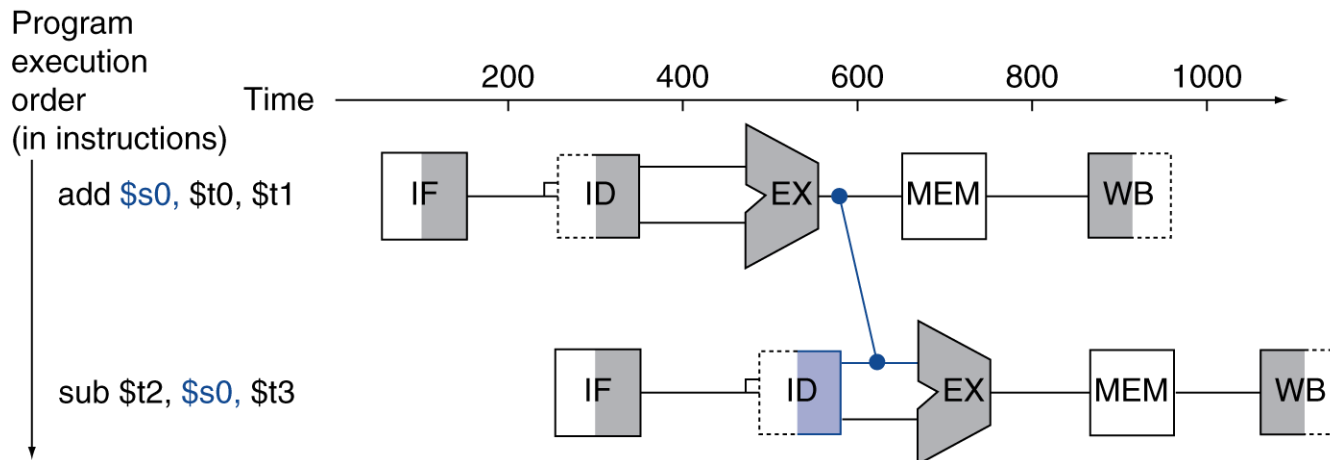 Program
execution
order
(in instructions)
Time
200 400 600 800 1000
add $s0, $t0, $t1
IF ID EX MEM WB
sub $t2, $s0, $t3
IF ID EX MEM WB